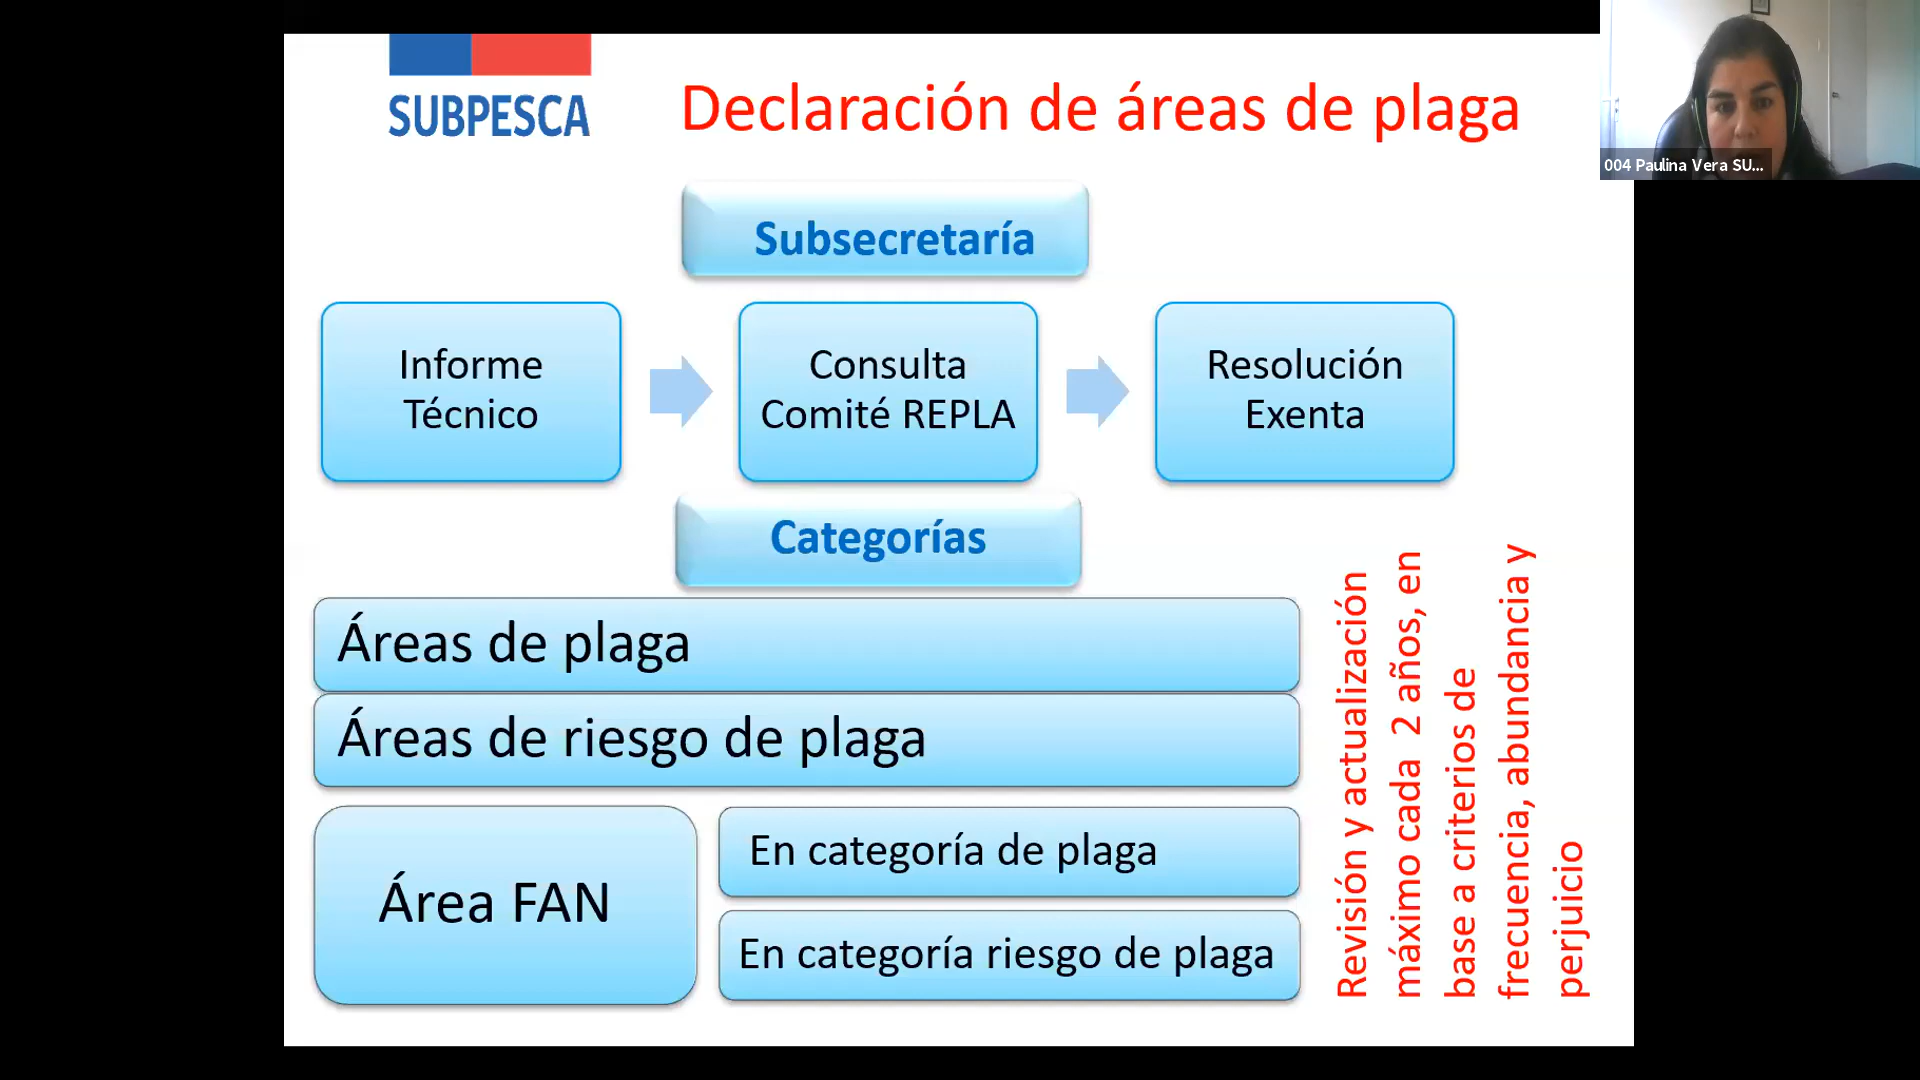 SUBPESCA
Declaración de áreas de plaga
004 Paulina Vera SU...
Subsecretaría
Informe
Técnico
Consulta
Comité REPLA
Resolución
Exenta
Categorías
Áreas de plaga
Áreas de riesgo de plaga
Área FAN
En categoría de plaga
En categoría riesgo de plaga
Revisión y actualización
máximo cada 2 años, en
base a criterios de
frecuencia, abundancia y
perjuicio